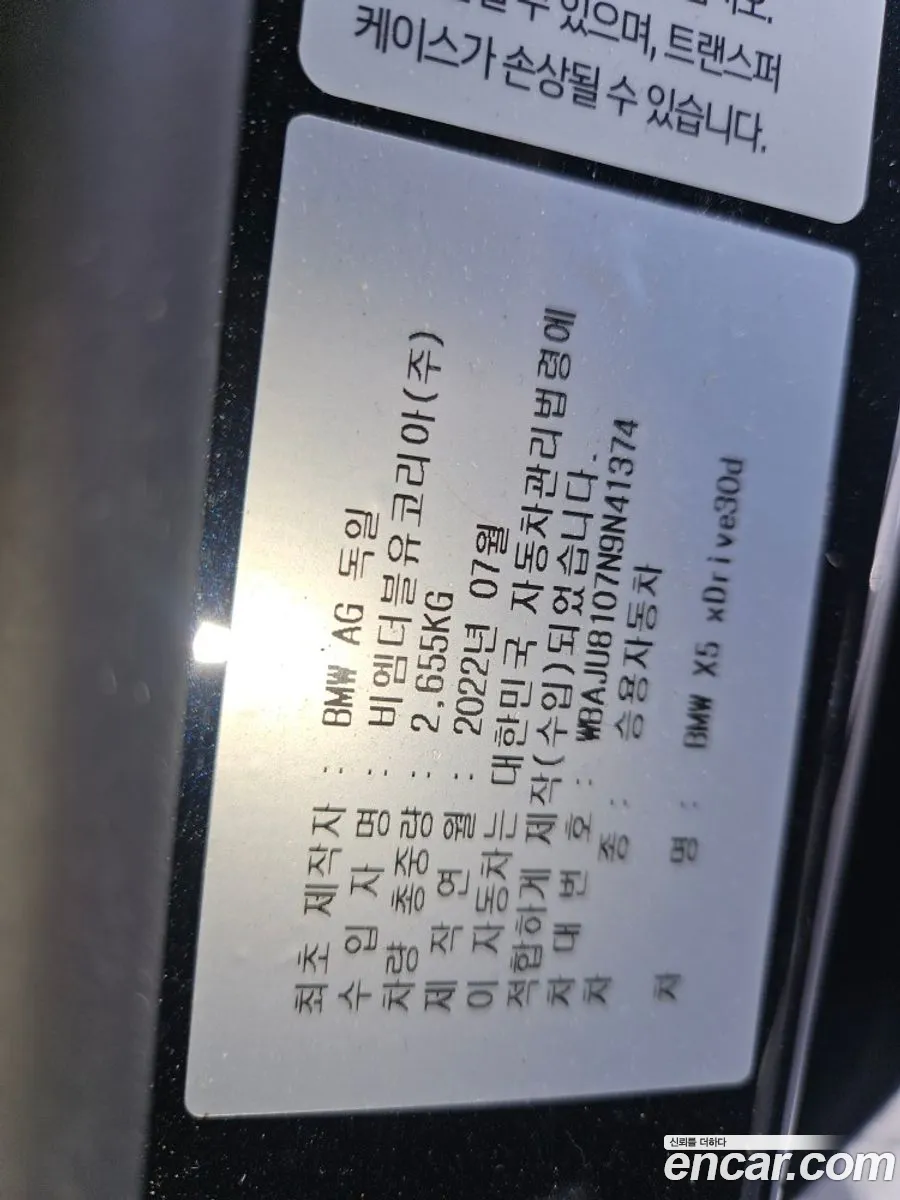 수 있으며, 트랜스퍼
케이스가 손상될 수 있습니다.
최초 제작자 : BMW AG 독일
수 입 자 명 : 비엠더블유코리아(주)
차량 총중량 : 2,655KG
제 작 연 월 : 2022년 07월
이 자동차는 대한민국 자동차관리법령에
적합하게 제작(수입)되었습니다.
차 대 번 호 : WBAJU8107N9N41374
차 종 : 승용자동차
차 명 : BMW X5 xDrive30d
신뢰를 더하다
encar.com